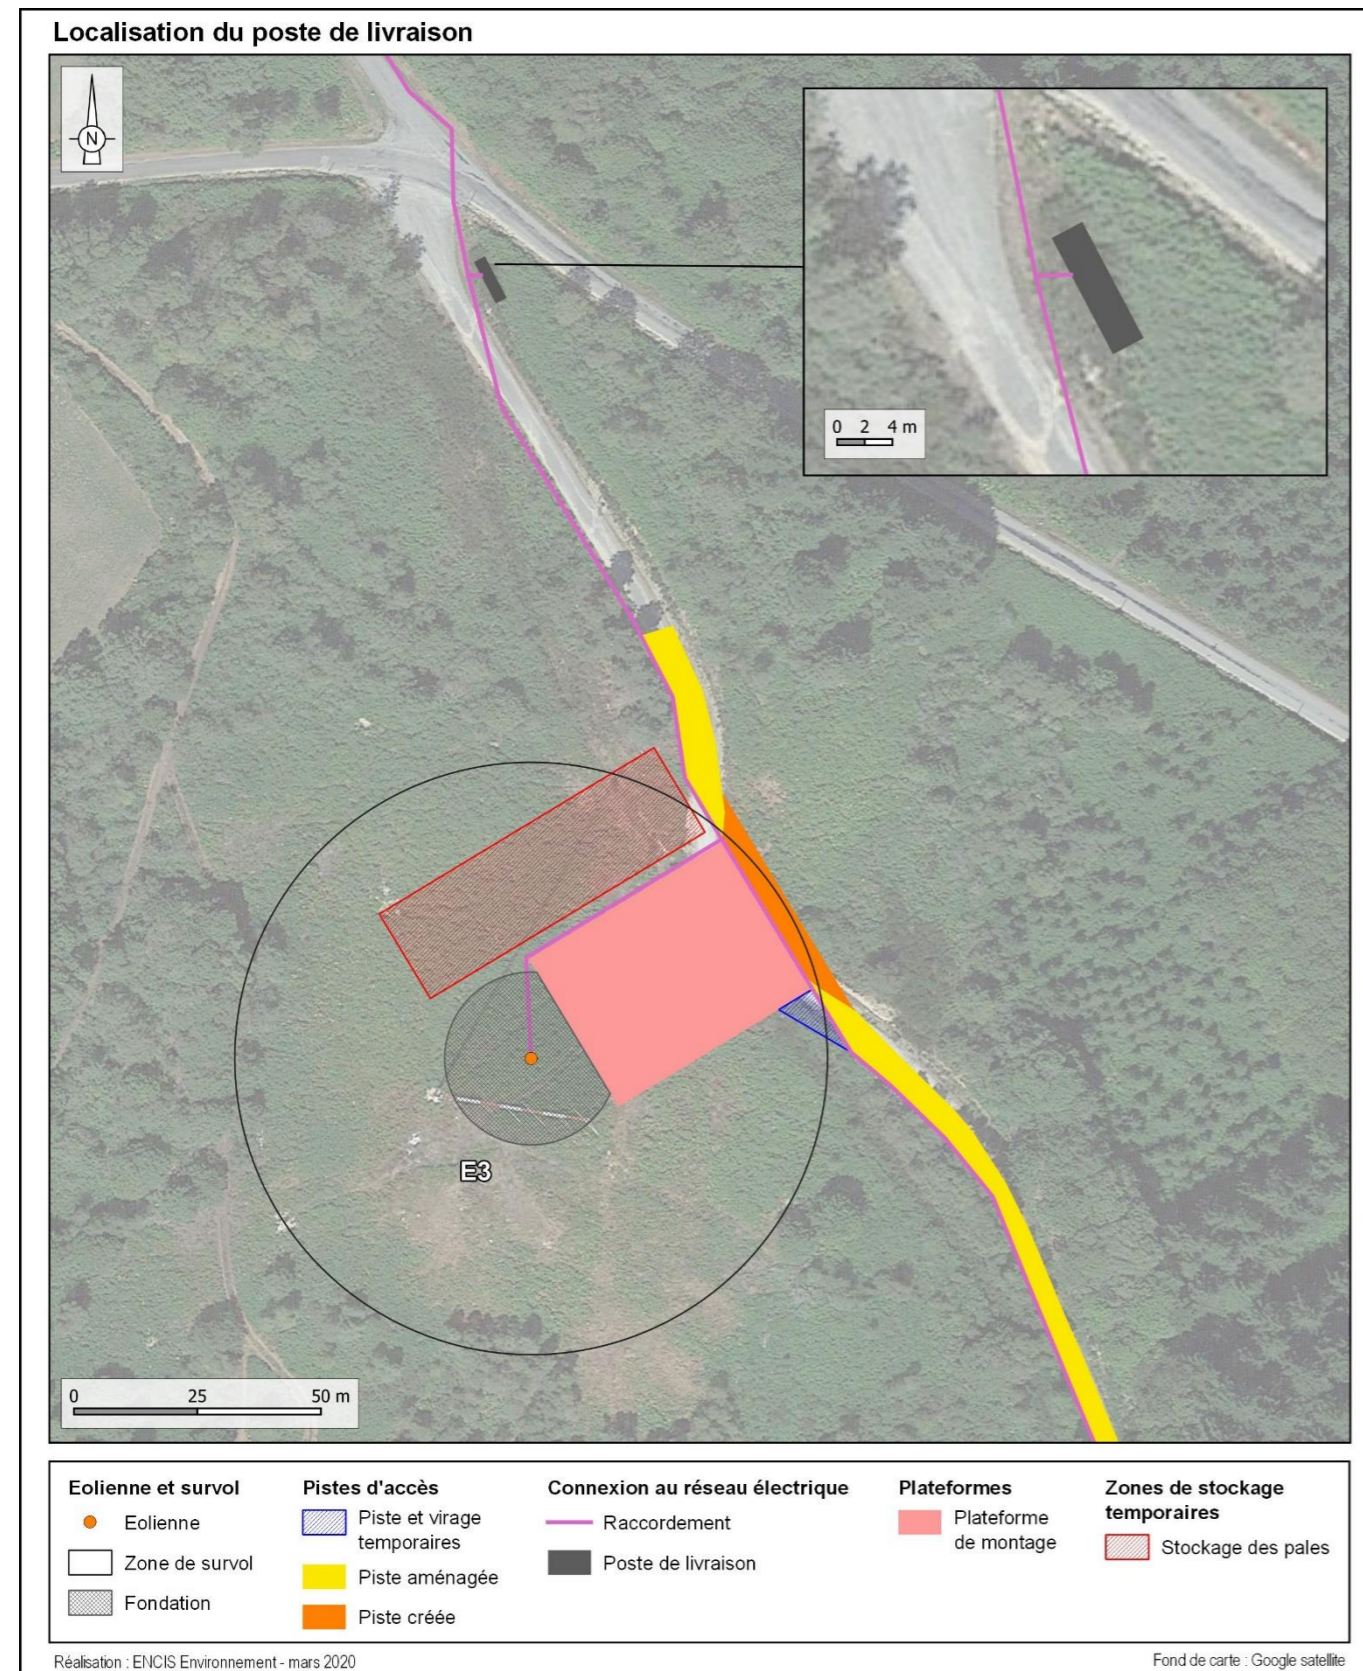 Localisation du poste de livraison
N
0 2 4 m
E3
0 25 50 m
Eolienne et survol
Eolienne
Zone de survol
Fondation
Pistes d'accès
Piste et virage
temporaires
Piste aménagée
Piste créée
Connexion au réseau électrique
Raccordement
Poste de livraison
Plateformes
Plateforme
de montage
Zones de stockage
temporaires
Stockage des pales
Réalisation : ENCIS Environnement - mars 2020
Fond de carte : Google satellite